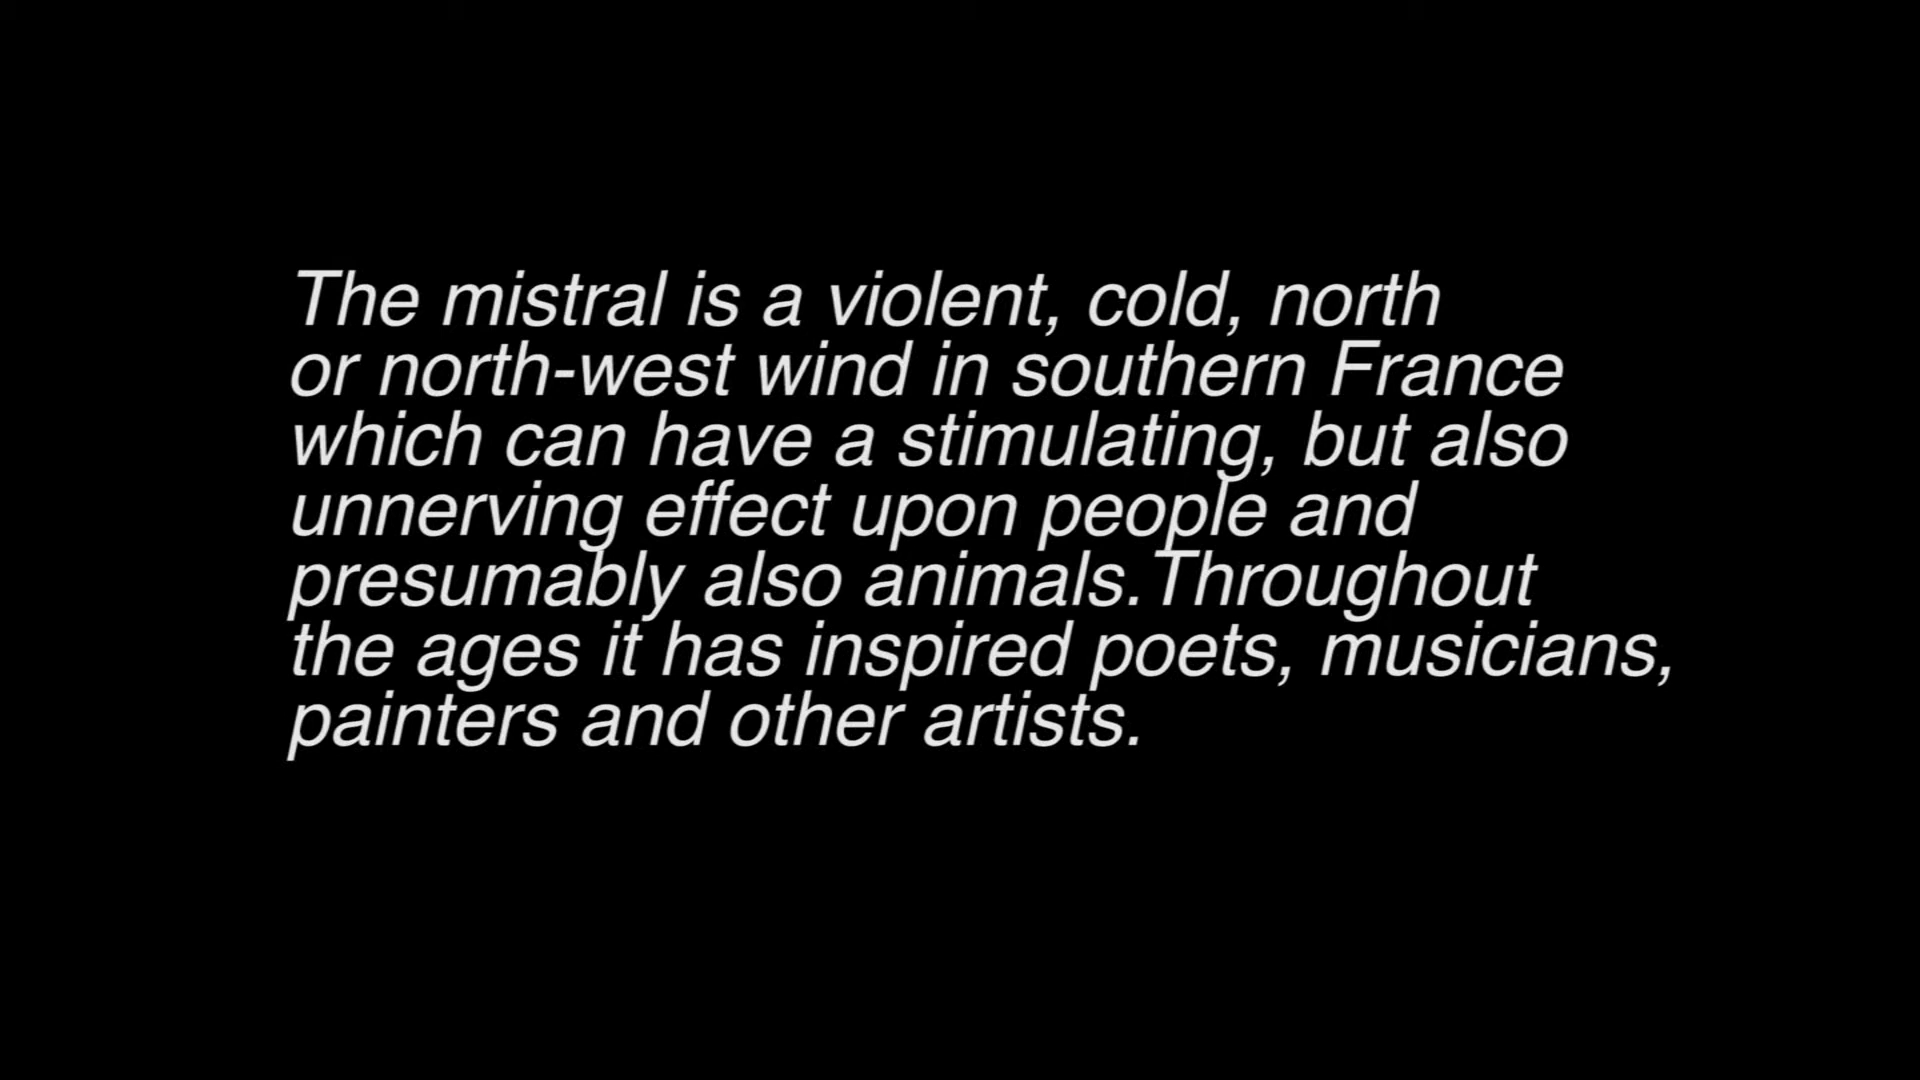 The mistral is a violent, cold, north
or north-west wind in southern France
which can have a stimulating, but also
unnerving effect upon people and
presumably also animals.Throughout
the ages it has inspired poets, musicians,
painters and other artists.